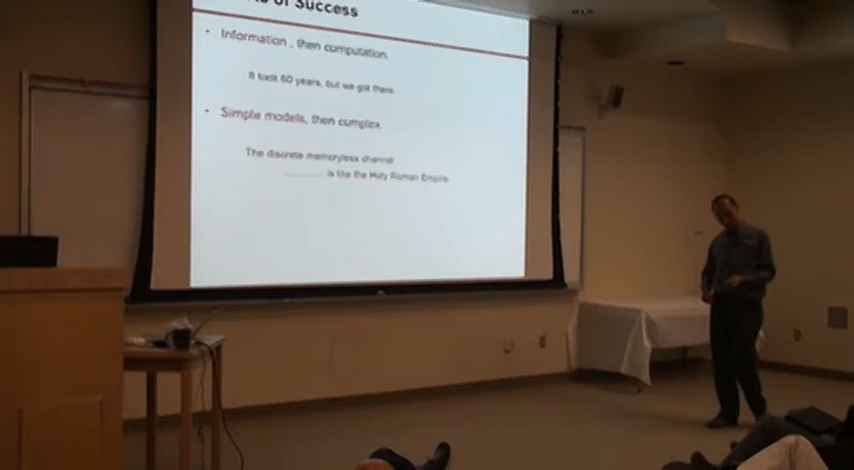 of Success
• Information , then computation.
It took 60 years, but we got there.
• Simple models, then complex
The discrete memoryless channel
............ is like the Holy Roman Empire.